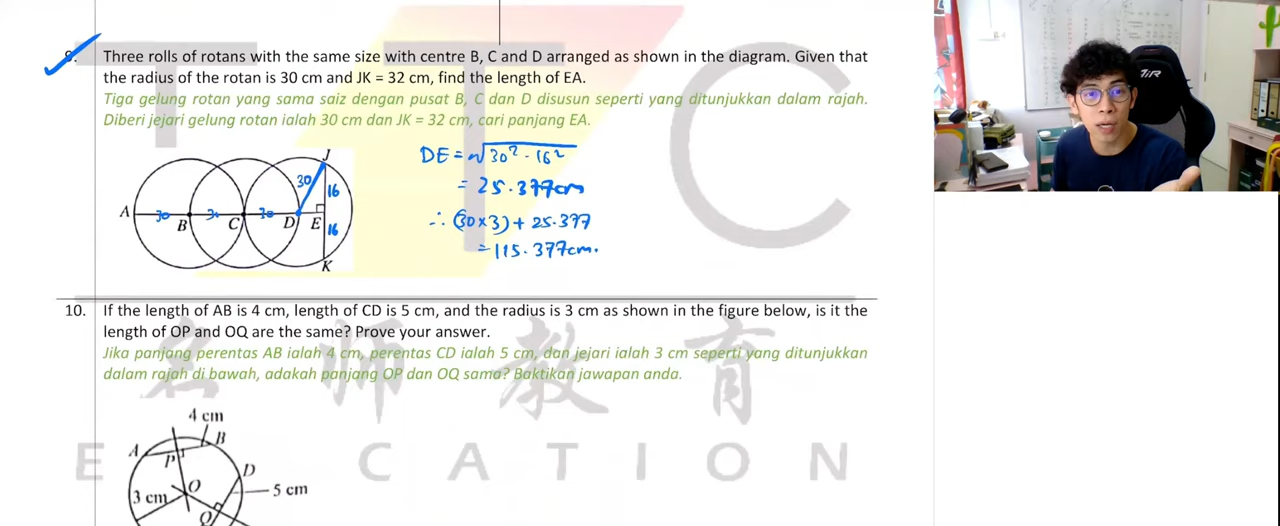 9.
Three rolls of rotans with the same size with centre B, C and D arranged as shown in the diagram. Given that
the radius of the rotan is 30 cm and JK = 32 cm, find the length of EA.
Tiga gelung rotan yang sama saiz dengan pusat B, C dan D disusun seperti yang ditunjukkan dalam rajah.
Diberi jejari gelung rotan ialah 30 cm dan JK = 32 cm, cari panjang EA.
J
30
16
A
30
30
30
B
C
D
E
16
K
DE = √30² - 16²
= 25.377cm
∴ (30×3) + 25.377
= 115.377cm.
10.
If the length of AB is 4 cm, length of CD is 5 cm, and the radius is 3 cm as shown in the figure below, is it the
length of OP and OQ are the same? Prove your answer.
Jika panjang perentas AB ialah 4 cm, perentas CD ialah 5 cm, dan jejari ialah 3 cm seperti yang ditunjukkan
dalam rajah di bawah, adakah panjang OP dan OQ sama? Baktikan jawapan anda.
4 cm
A
B
P
D
O
3 cm
5 cm
Q
T T C
名师教育
E C A T I O N